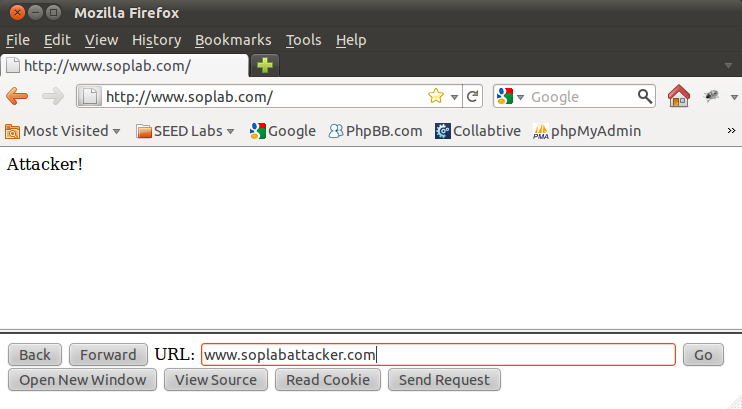 Mozilla Firefox
File Edit View History Bookmarks Tools Help
http://www.soplab.com/
http://www.soplab.com/ Google
Most Visited SEED Labs Google PhpBB.com Collabtive PMA phpMyAdmin »
Attacker!
Back Forward URL: www.soplabattacker.com Go
Open New Window View Source Read Cookie Send Request